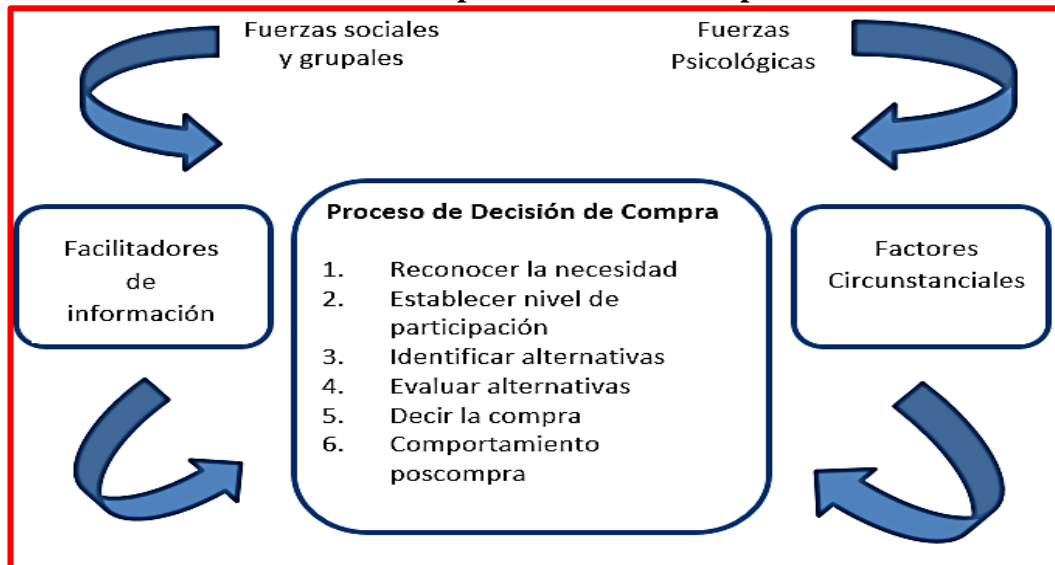 Fuerzas sociales
y grupales
Fuerzas
Psicológicas
Facilitadores
de
información
Proceso de Decisión de Compra
1. Reconocer la necesidad
2. Establecer nivel de
participación
3. Identificar alternativas
4. Evaluar alternativas
5. Decir la compra
6. Comportamiento
poscompra
Factores
Circunstanciales